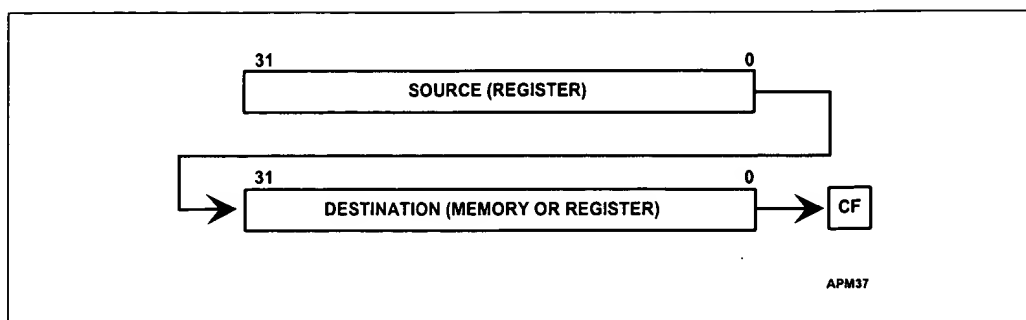 31 0
SOURCE (REGISTER)
31 0
DESTINATION (MEMORY OR REGISTER)
CF
APM37